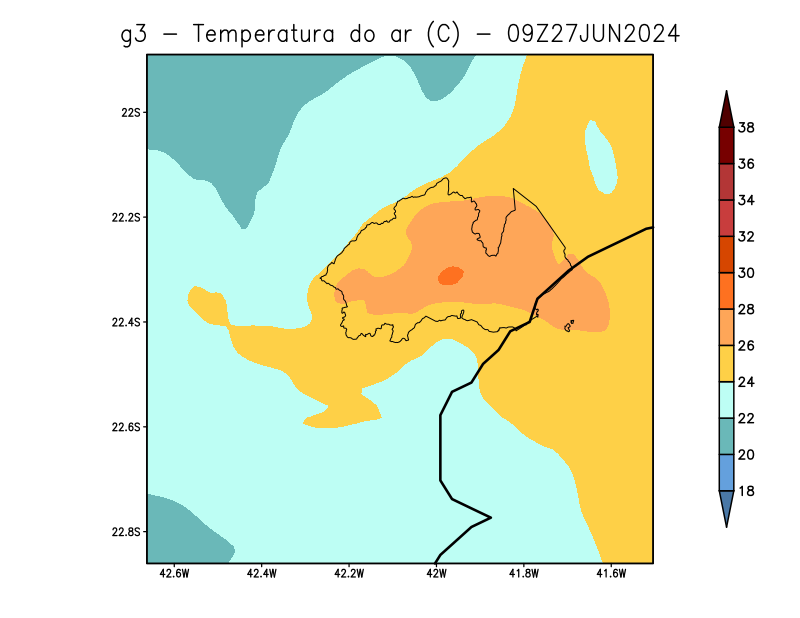 g3 − Temperatura do ar (C) − 09Z27JUN2024
22S
22.2S
22.4S
22.6S
22.8S
42.6W
42.4W
42.2W
42W
41.8W
41.6W
38
36
34
32
30
28
26
24
22
20
18